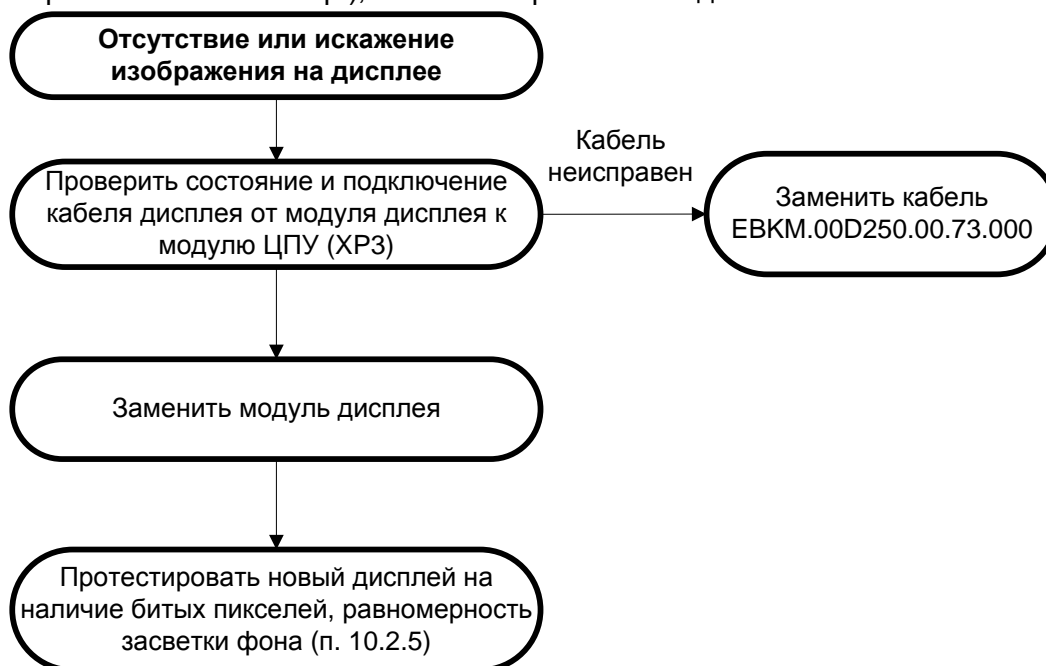 Отсутствие или искажение
изображения на дисплее
Проверить состояние и подключение
кабеля дисплея от модуля дисплея к
модулю ЦПУ (XP3)
Кабель
неисправен
Заменить кабель
EBKM.00D250.00.73.000
Заменить модуль дисплея
Протестировать новый дисплей на
наличие битых пикселей, равномерность
засветки фона (п. 10.2.5)